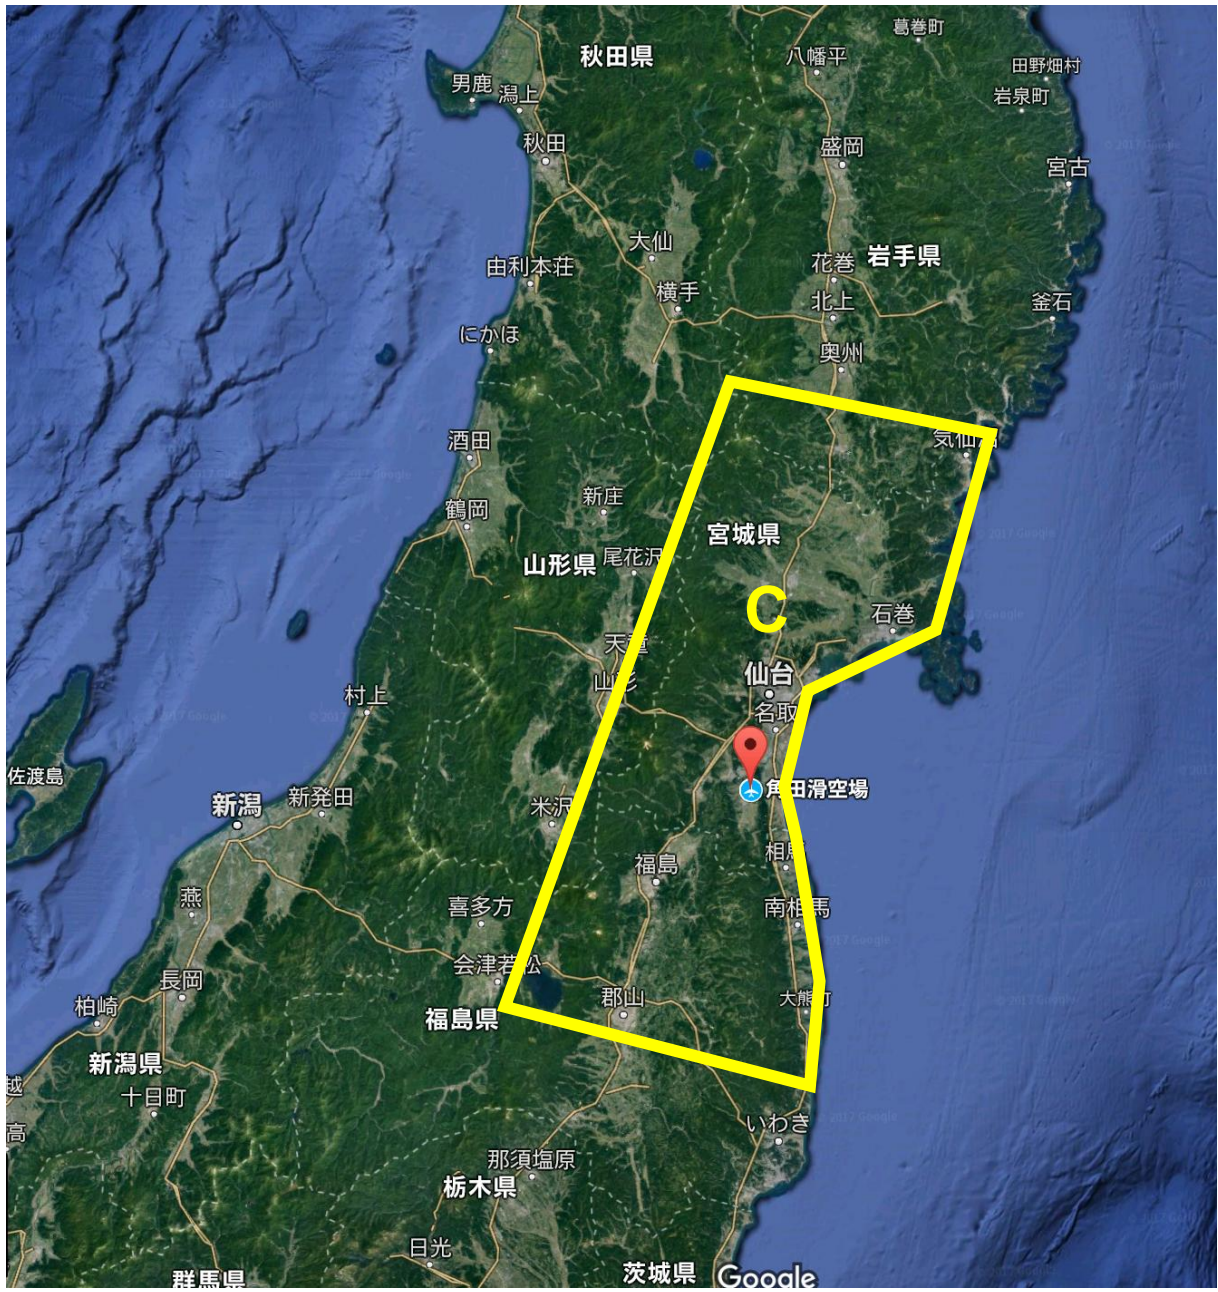 葛巻町
秋田県
八幡平
田野畑村
男鹿
潟上
岩泉町
秋田
盛岡
宮古
大仙
岩手県
由利本荘
花巻
横手
北上
釜石
にかほ
奥州
酒田
気仙沼
新庄
鶴岡
宮城県
山形県
尾花沢
C
石巻
天童
仙台
山形
村上
名取
佐渡島
角田滑空場
新発田
新潟
米沢
相馬
福島
燕
喜多方
南相馬
会津若松
長岡
郡山
大熊町
柏崎
福島県
新潟県
越
十日町
高
いわき
那須塩原
栃木県
日光
茨城県
群馬県
Google